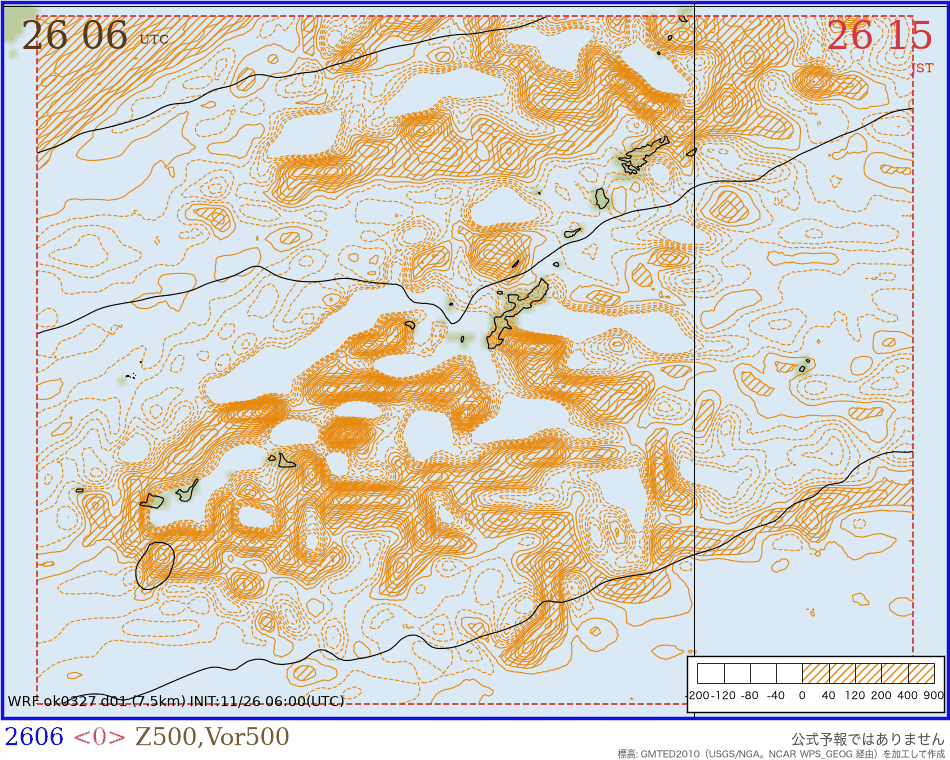 26 06 UTC
26 15
JST
WRF ok0327 d01 (7.5km) INIT:11/26 06:00(UTC)
-200 -120 -80 -40 0 40 120 200 400 900
2606 <0> Z500,Vor500
公式予報ではありません
標高: GMTED2010（USGS/NGA。NCAR WPS_GEOG 経由）を加工して作成